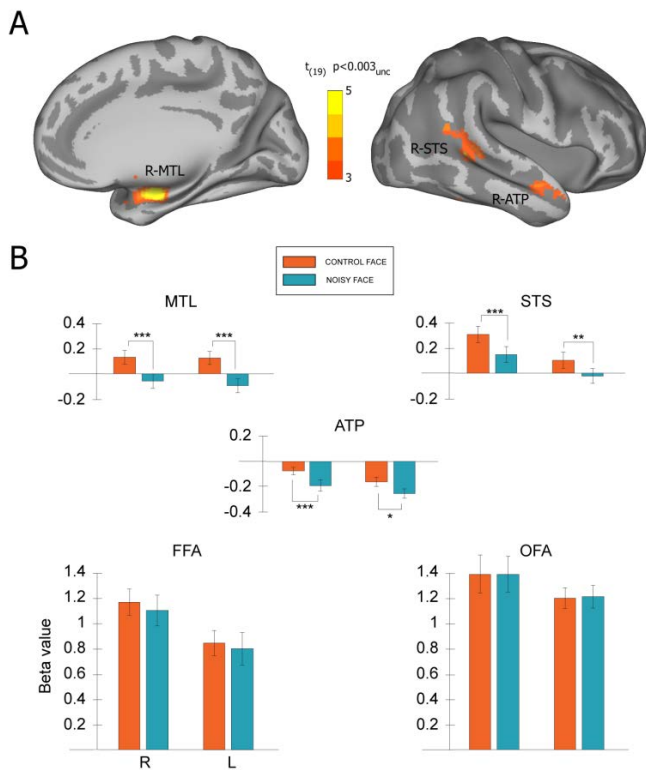 A
t(19) p<0.003unc
5
3
R-MTL
R-STS
R-ATP
B
CONTROL FACE
NOISY FACE
MTL
0.4
0.2
-0.2
***
***
STS
0.4
0.2
-0.2
***
**
ATP
0.2
-0.2
-0.4
***
*
FFA
Beta value
1.4
1.2
1
0.8
0.6
0.4
0.2
R L
OFA
1.4
1.2
1
0.8
0.6
0.4
0.2